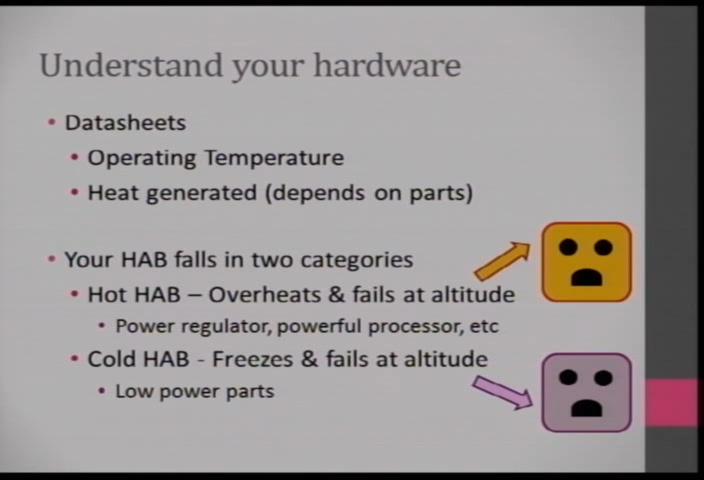 Understand your hardware
• Datasheets
• Operating Temperature
• Heat generated (depends on parts)
• Your HAB falls in two categories
• Hot HAB – Overheats & fails at altitude
• Power regulator, powerful processor, etc
• Cold HAB - Freezes & fails at altitude
• Low power parts